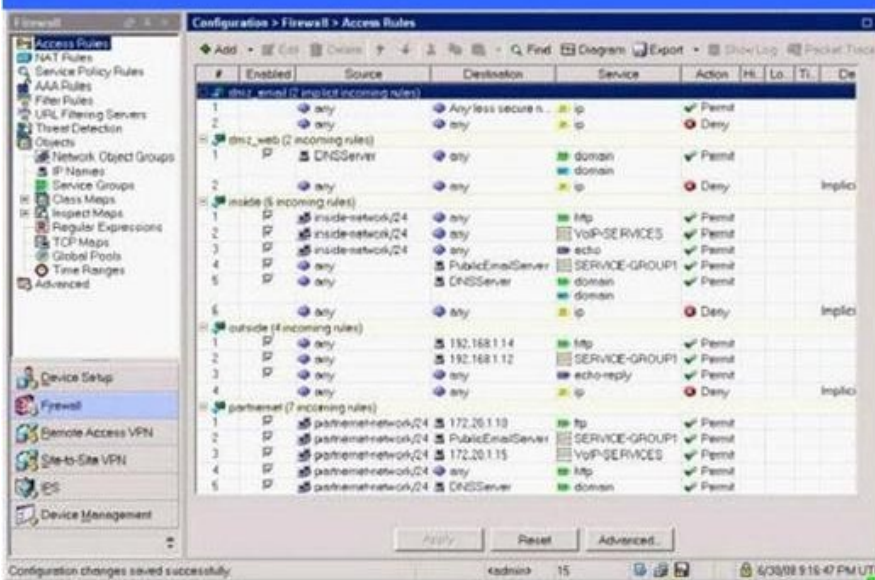 Firewall
Access Rules
NAT Rules
Service Policy Rules
AAA Rules
Filter Rules
URL Filtering Servers
Threat Detection
Objects
Network Object Groups
IP Names
Service Groups
Class Maps
Inspect Maps
Regular Expressions
TCP Maps
Global Pools
Time Ranges
Advanced
Device Setup
Firewall
Remote Access VPN
Site-to-Site VPN
IPS
Device Management
Configuration > Firewall > Access Rules
Add Edit Delete Find Diagram Export Show Log Packet Trace
# Enabled Source Destination Service Action Hi.. Lo.. Ti.. De
dmz_email (2 implicit incoming rules)
1 any Any less secure n... ip Permit
2 any any ip Deny
dmz_web (2 incoming rules)
1 DNSServer any domain Permit
domain
2 any any ip Deny Implici
inside (6 incoming rules)
1 inside-network/24 any http Permit
2 inside-network/24 any VoIP-SERVICES Permit
3 inside-network/24 any echo Permit
4 any PublicEmailServer SERVICE-GROUP1 Permit
5 any DNSServer domain Permit
domain
6 any any ip Deny Implici
outside (4 incoming rules)
1 any 192.168.1.14 http Permit
2 any 192.168.1.12 SERVICE-GROUP1 Permit
3 any any echo-reply Permit
4 any any ip Deny Implici
partnernet (7 incoming rules)
1 partnernet-network/24 172.20.1.10 ftp Permit
2 partnernet-network/24 PublicEmailServer SERVICE-GROUP1 Permit
3 partnernet-network/24 172.20.1.15 VoIP-SERVICES Permit
4 partnernet-network/24 any http Permit
5 partnernet-network/24 DNSServer domain Permit
Apply Reset Advanced...
Configuration changes saved successfully. <admin> 15 6/30/08 9:16:47 PM UT